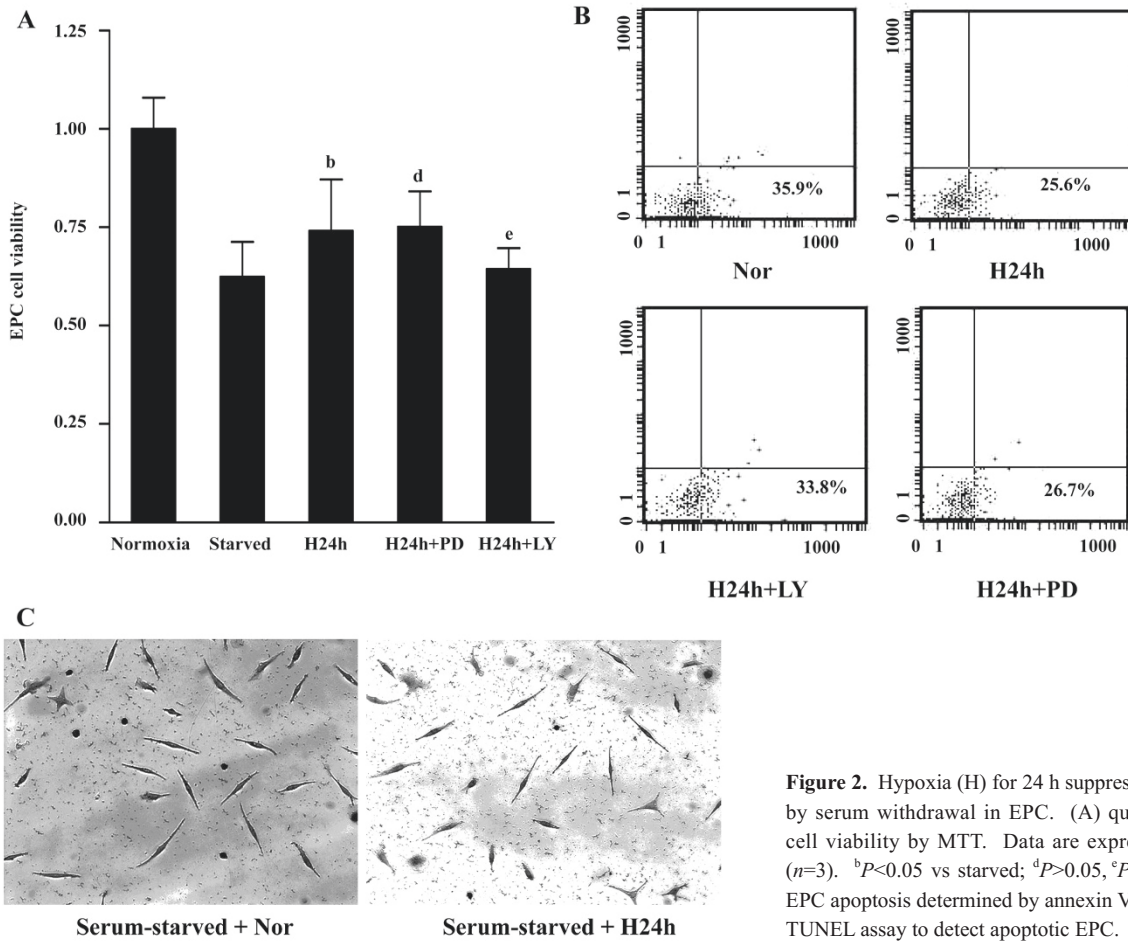 A
1.25
1.00
0.75
0.50
0.25
0.00
EPC cell viability
b
d
e
Normoxia Starved H24h H24h+PD H24h+LY
B
1000
1
0
35.9%
0 1 1000
Nor
1000
1
0
25.6%
0 1 1000
H24h
1000
1
0
33.8%
0 1 1000
H24h+LY
1000
1
0
26.7%
0 1 1000
H24h+PD
C
Serum-starved + Nor
Serum-starved + H24h
Figure 2. Hypoxia (H) for 24 h suppres
by serum withdrawal in EPC. (A) qu
cell viability by MTT. Data are expre
(n=3). bP<0.05 vs starved; dP>0.05, eP
EPC apoptosis determined by annexin V
TUNEL assay to detect apoptotic EPC.